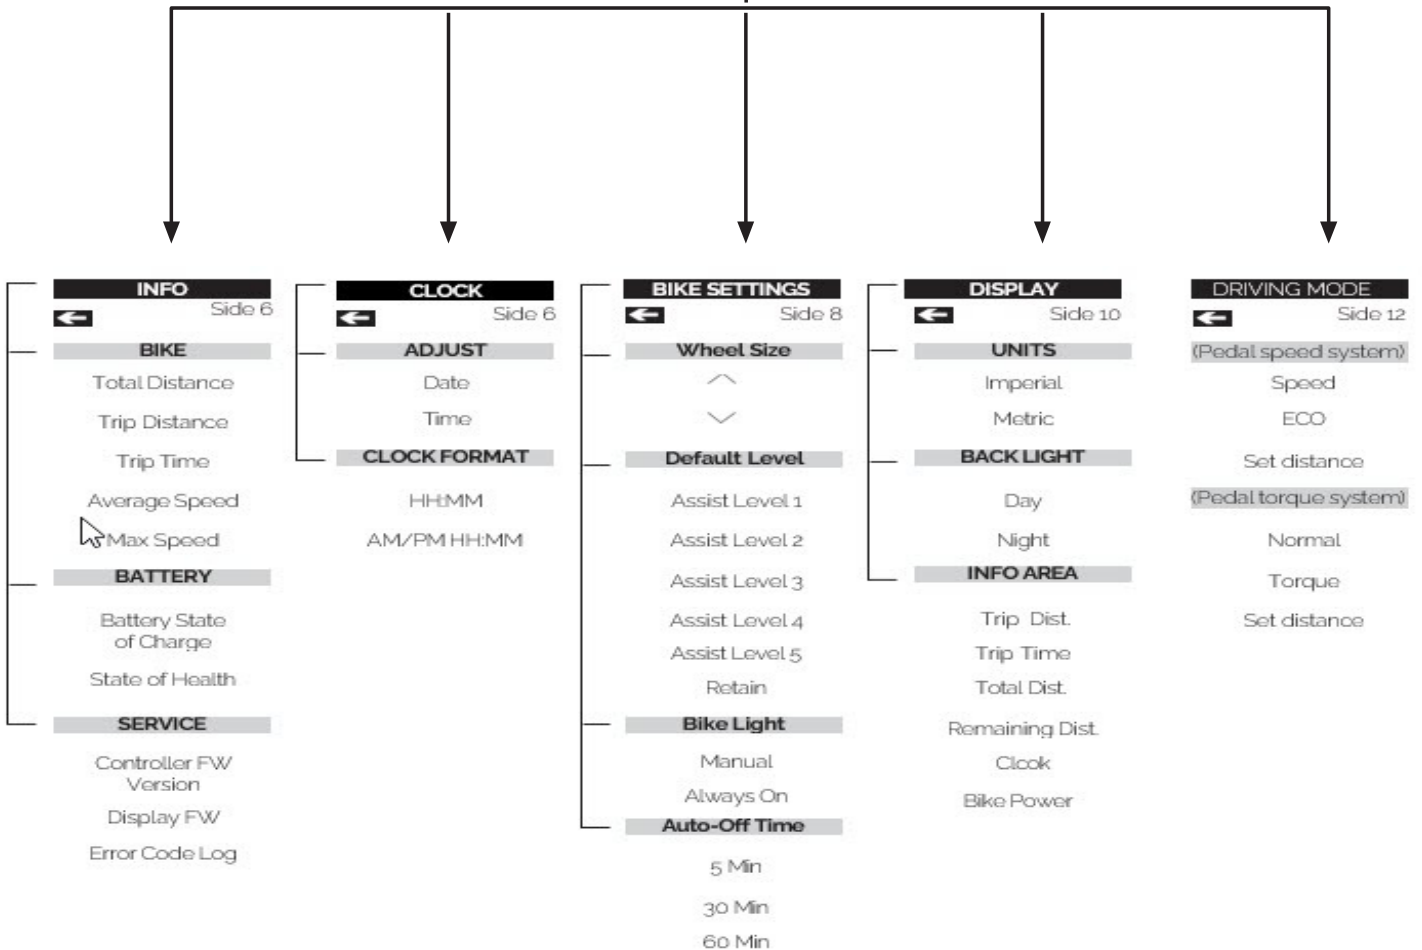 INFO
Side 6
BIKE
Total Distance
Trip Distance
Trip Time
Average Speed
Max Speed
BATTERY
Battery State
of Charge
State of Health
SERVICE
Controller FW
Version
Display FW
Error Code Log
CLOCK
Side 6
ADJUST
Date
Time
CLOCK FORMAT
HH:MM
AM/PM HH:MM
BIKE SETTINGS
Side 8
Wheel Size
Default Level
Assist Level 1
Assist Level 2
Assist Level 3
Assist Level 4
Assist Level 5
Retain
Bike Light
Manual
Always On
Auto-Off Time
5 Min
30 Min
60 Min
DISPLAY
Side 10
UNITS
Imperial
Metric
BACK LIGHT
Day
Night
INFO AREA
Trip Dist.
Trip Time
Total Dist.
Remaining Dist.
Clcok
Bike Power
DRIVING MODE
Side 12
(Pedal speed system)
Speed
ECO
Set distance
(Pedal torque system)
Normal
Torque
Set distance